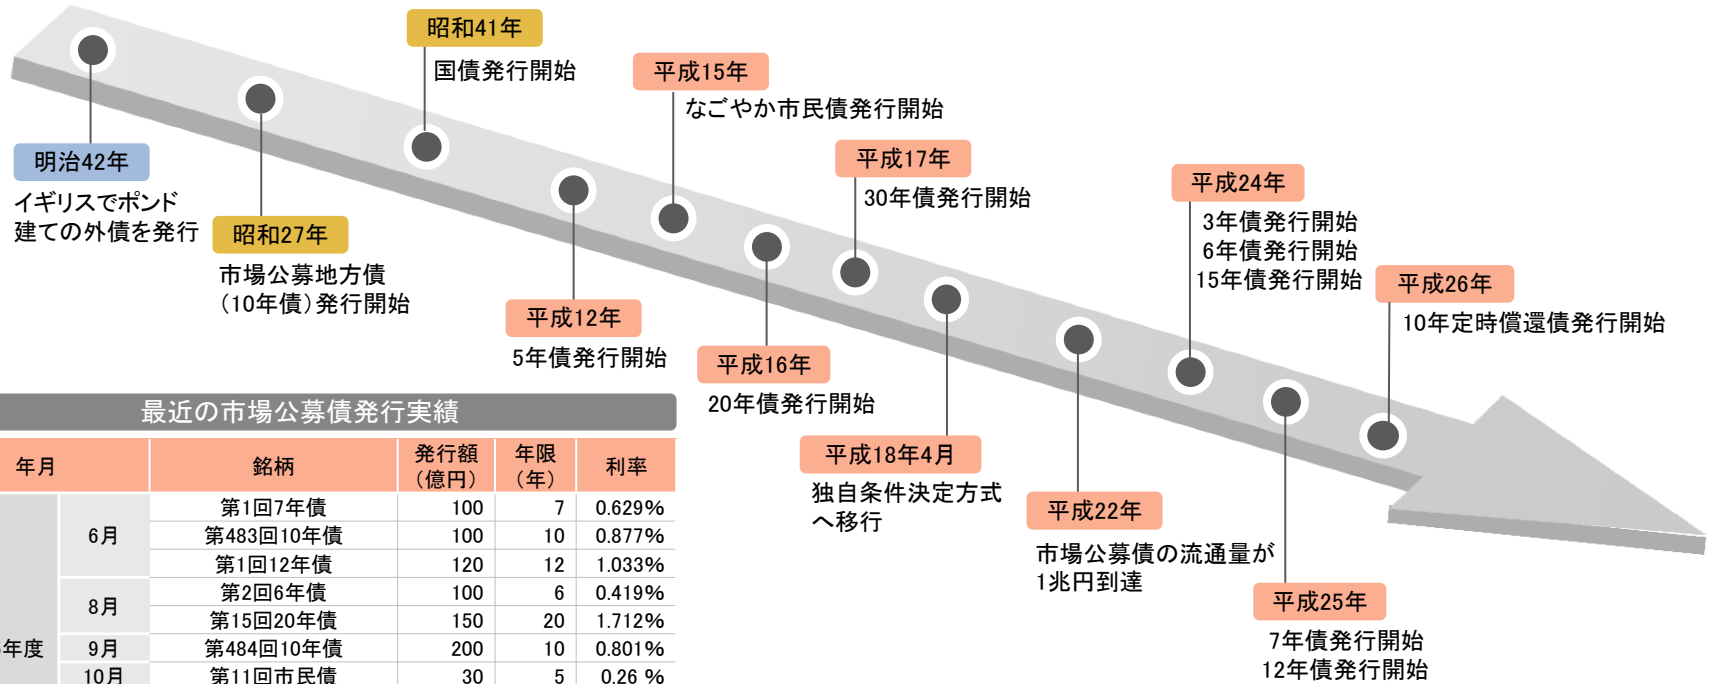 明治42年
イギリスでポンド
建ての外債を発行
昭和27年
市場公募地方債
（10年債）発行開始
昭和41年
国債発行開始
平成12年
5年債発行開始
平成15年
なごやか市民債発行開始
平成16年
20年債発行開始
平成17年
30年債発行開始
平成18年4月
独自条件決定方式
へ移行
平成22年
市場公募債の流通量が
1兆円到達
平成24年
3年債発行開始
6年債発行開始
15年債発行開始
平成25年
7年債発行開始
12年債発行開始
平成26年
10年定時償還債発行開始
最近の市場公募債発行実績
年月 銘柄 発行額（億円） 年限（年） 利率
6月 第1回7年債 100 7 0.629%
第483回10年債 100 10 0.877%
第1回12年債 120 12 1.033%
8月 第2回6年債 100 6 0.419%
第15回20年債 150 20 1.712%
年度 9月 第484回10年債 200 10 0.801%
10月 第11回市民債 30 5 0.26 %